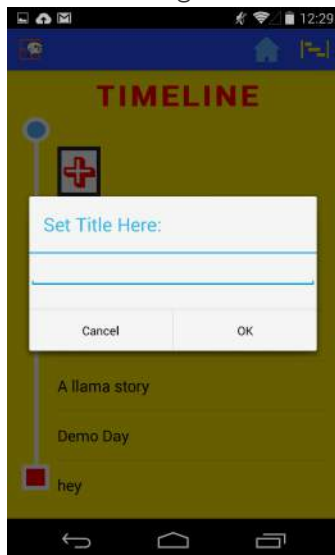 12:29
TIMELINE
Set Title Here:
Cancel OK
A llama story
Demo Day
hey